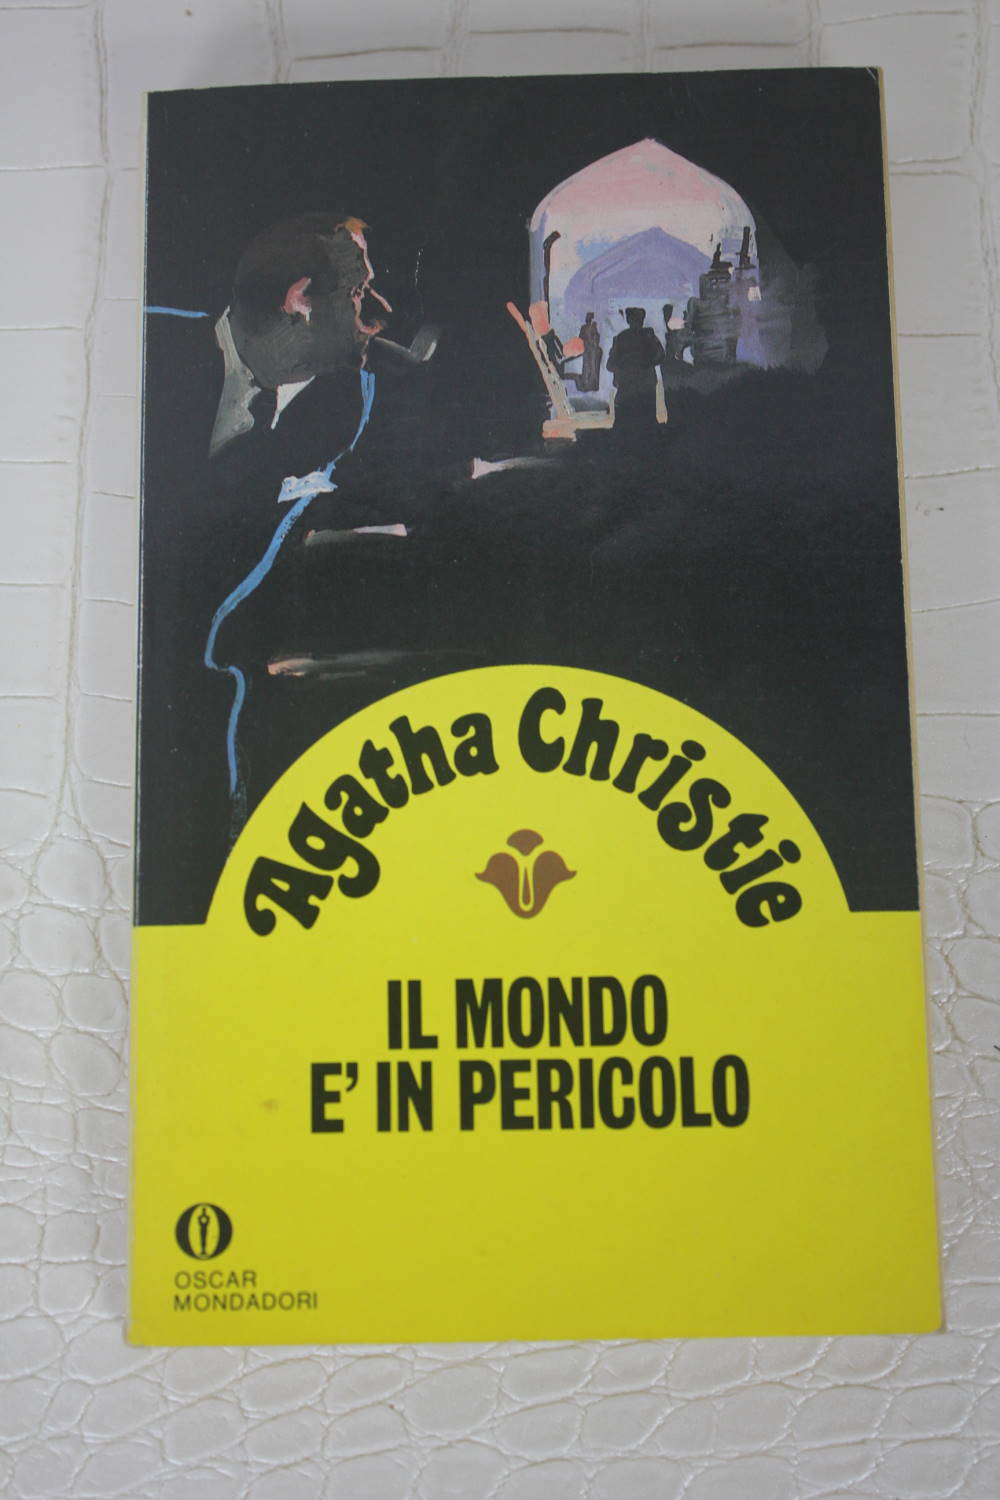 Agatha Christie
IL MONDO
E' IN PERICOLO
OSCAR
MONDADORI